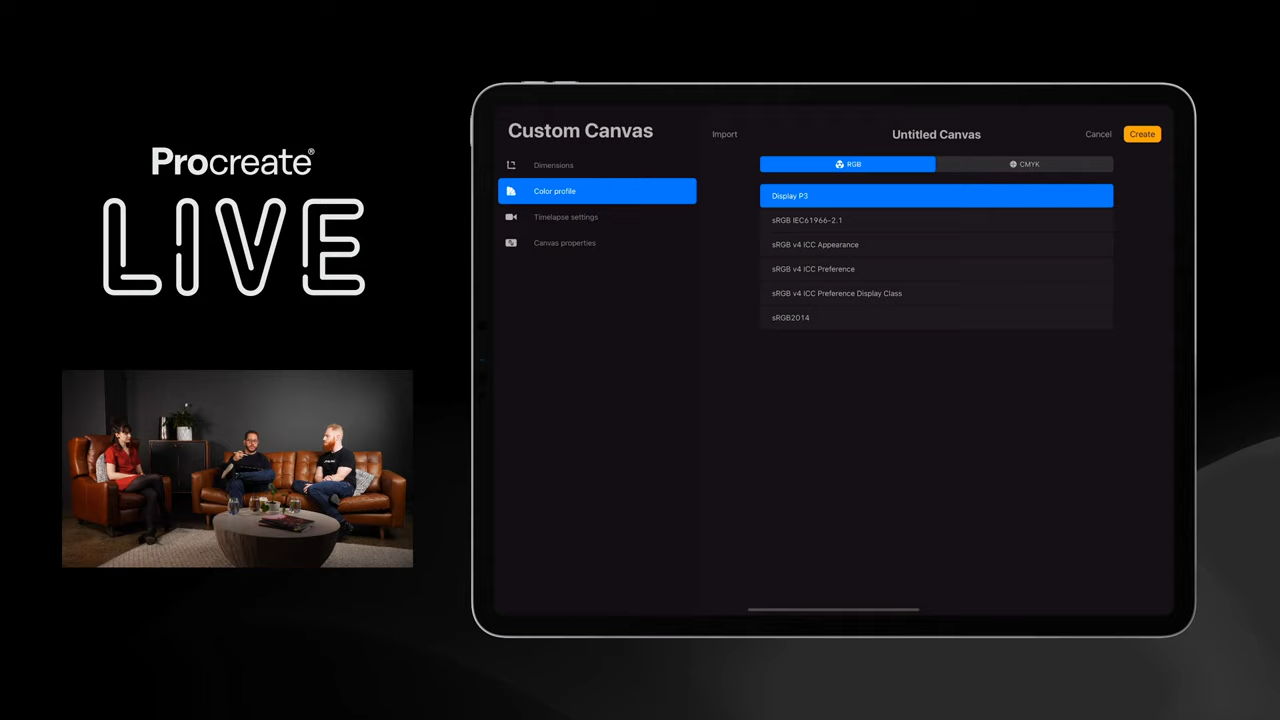 Procreate®
LIVE
Custom Canvas
Import
Untitled Canvas
Cancel
Create
Dimensions
Color profile
Timelapse settings
Canvas properties
RGB
CMYK
Display P3
sRGB IEC61966-2.1
sRGB v4 ICC Appearance
sRGB v4 ICC Preference
sRGB v4 ICC Preference Display Class
sRGB2014